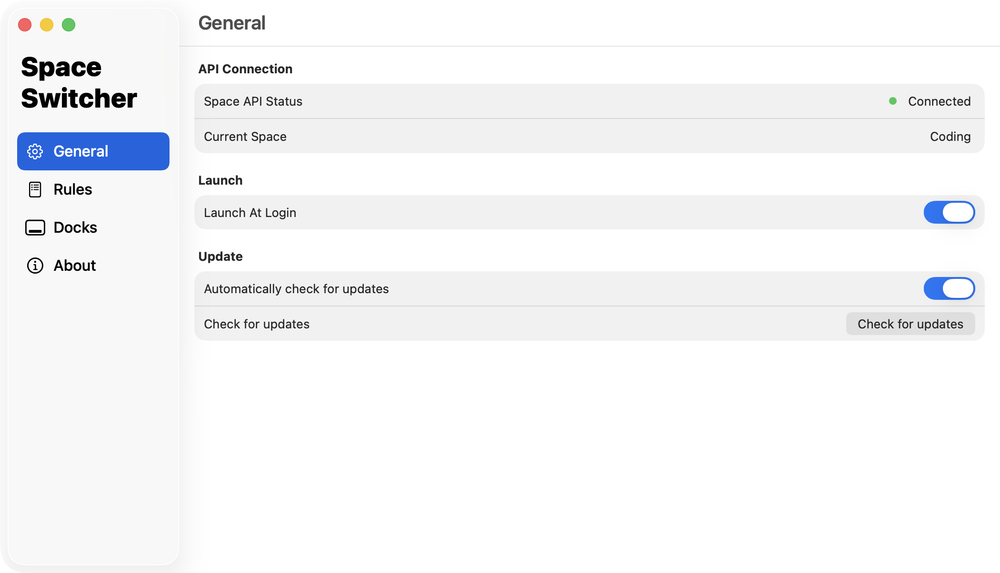 Space
Switcher
General
Rules
Docks
About
General
API Connection
Space API Status
Connected
Current Space
Coding
Launch
Launch At Login
Update
Automatically check for updates
Check for updates
Check for updates